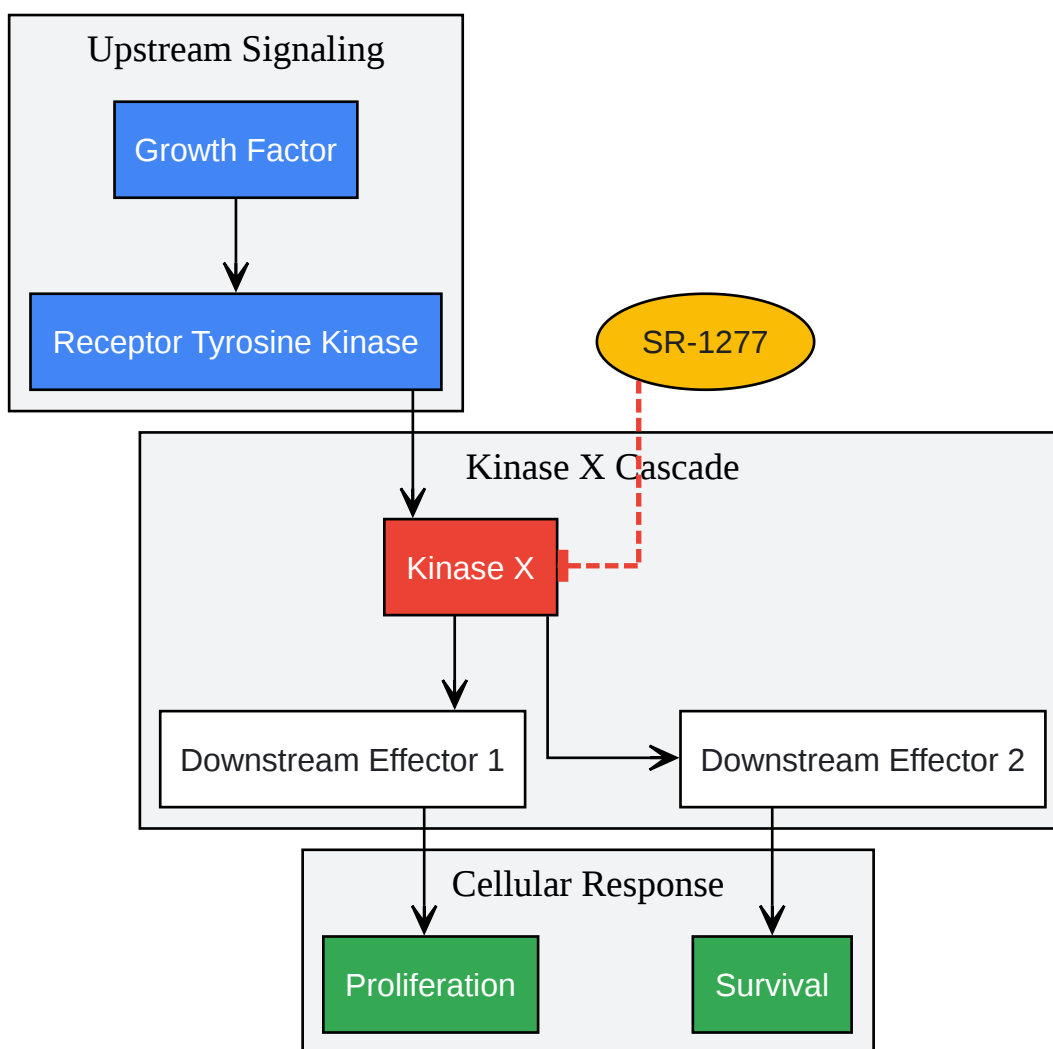 Upstream Signaling
Growth Factor
Receptor Tyrosine Kinase
SR-1277
Kinase X Cascade
Kinase X
Downstream Effector 1
Downstream Effector 2
Cellular Response
Proliferation
Survival